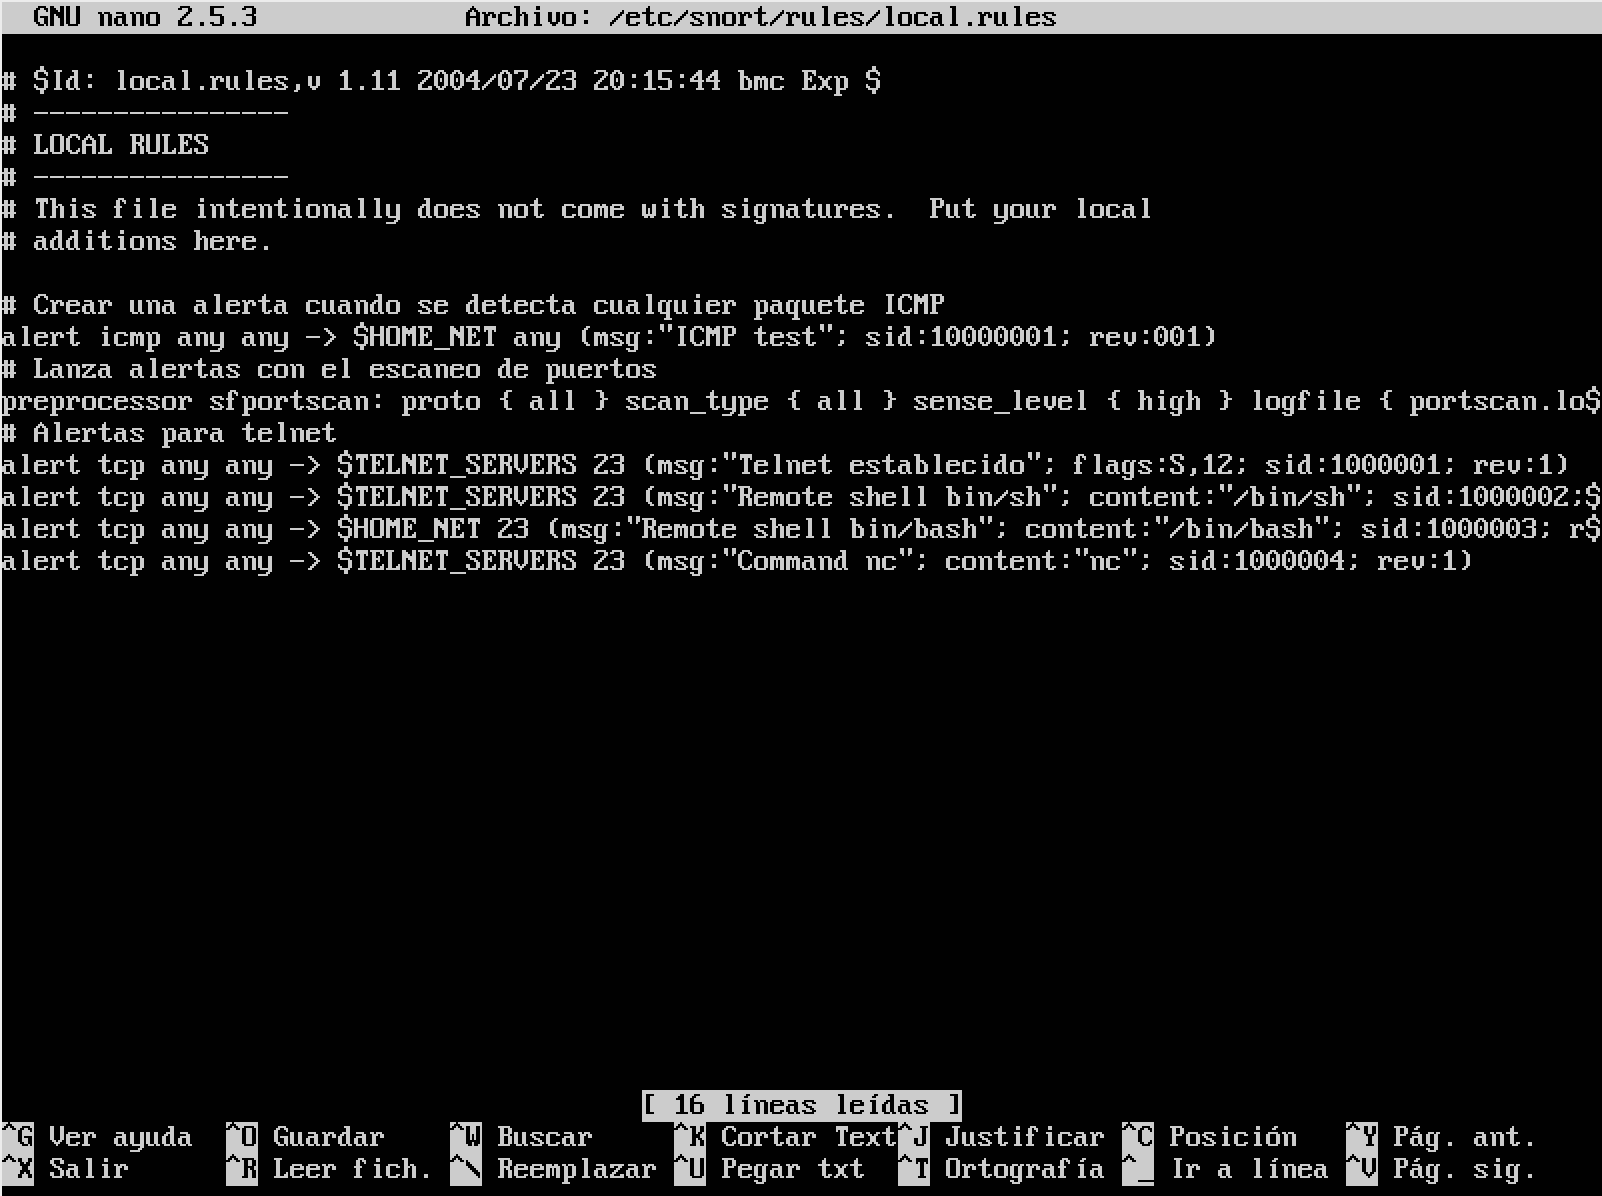 GNU nano 2.5.3 Archivo: /etc/snort/rules/local.rules
# $Id: local.rules,v 1.11 2004/07/23 20:15:44 bmc Exp $
# ----------------
# LOCAL RULES
# ----------------
# This file intentionally does not come with signatures.  Put your local
# additions here.
# Crear una alerta cuando se detecta cualquier paquete ICMP
alert icmp any any -> $HOME_NET any (msg:"ICMP test"; sid:10000001; rev:001)
# Lanza alertas con el escaneo de puertos
preprocessor sfportscan: proto { all } scan_type { all } sense_level { high } logfile { portscan.lo$
# Alertas para telnet
alert tcp any any -> $TELNET_SERVERS 23 (msg:"Telnet establecido"; flags:S,12; sid:1000001; rev:1)
alert tcp any any -> $TELNET_SERVERS 23 (msg:"Remote shell bin/sh"; content:"/bin/sh"; sid:1000002;$
alert tcp any any -> $HOME_NET 23 (msg:"Remote shell bin/bash"; content:"/bin/bash"; sid:1000003; r$
alert tcp any any -> $TELNET_SERVERS 23 (msg:"Command nc"; content:"nc"; sid:1000004; rev:1)
[ 16 líneas leídas ]
^G Ver ayuda ^O Guardar ^W Buscar ^K Cortar Text ^J Justificar ^C Posición ^Y Pág. ant.
^X Salir ^R Leer fich. ^\ Reemplazar ^U Pegar txt ^T Ortografía ^_ Ir a línea ^V Pág. sig.